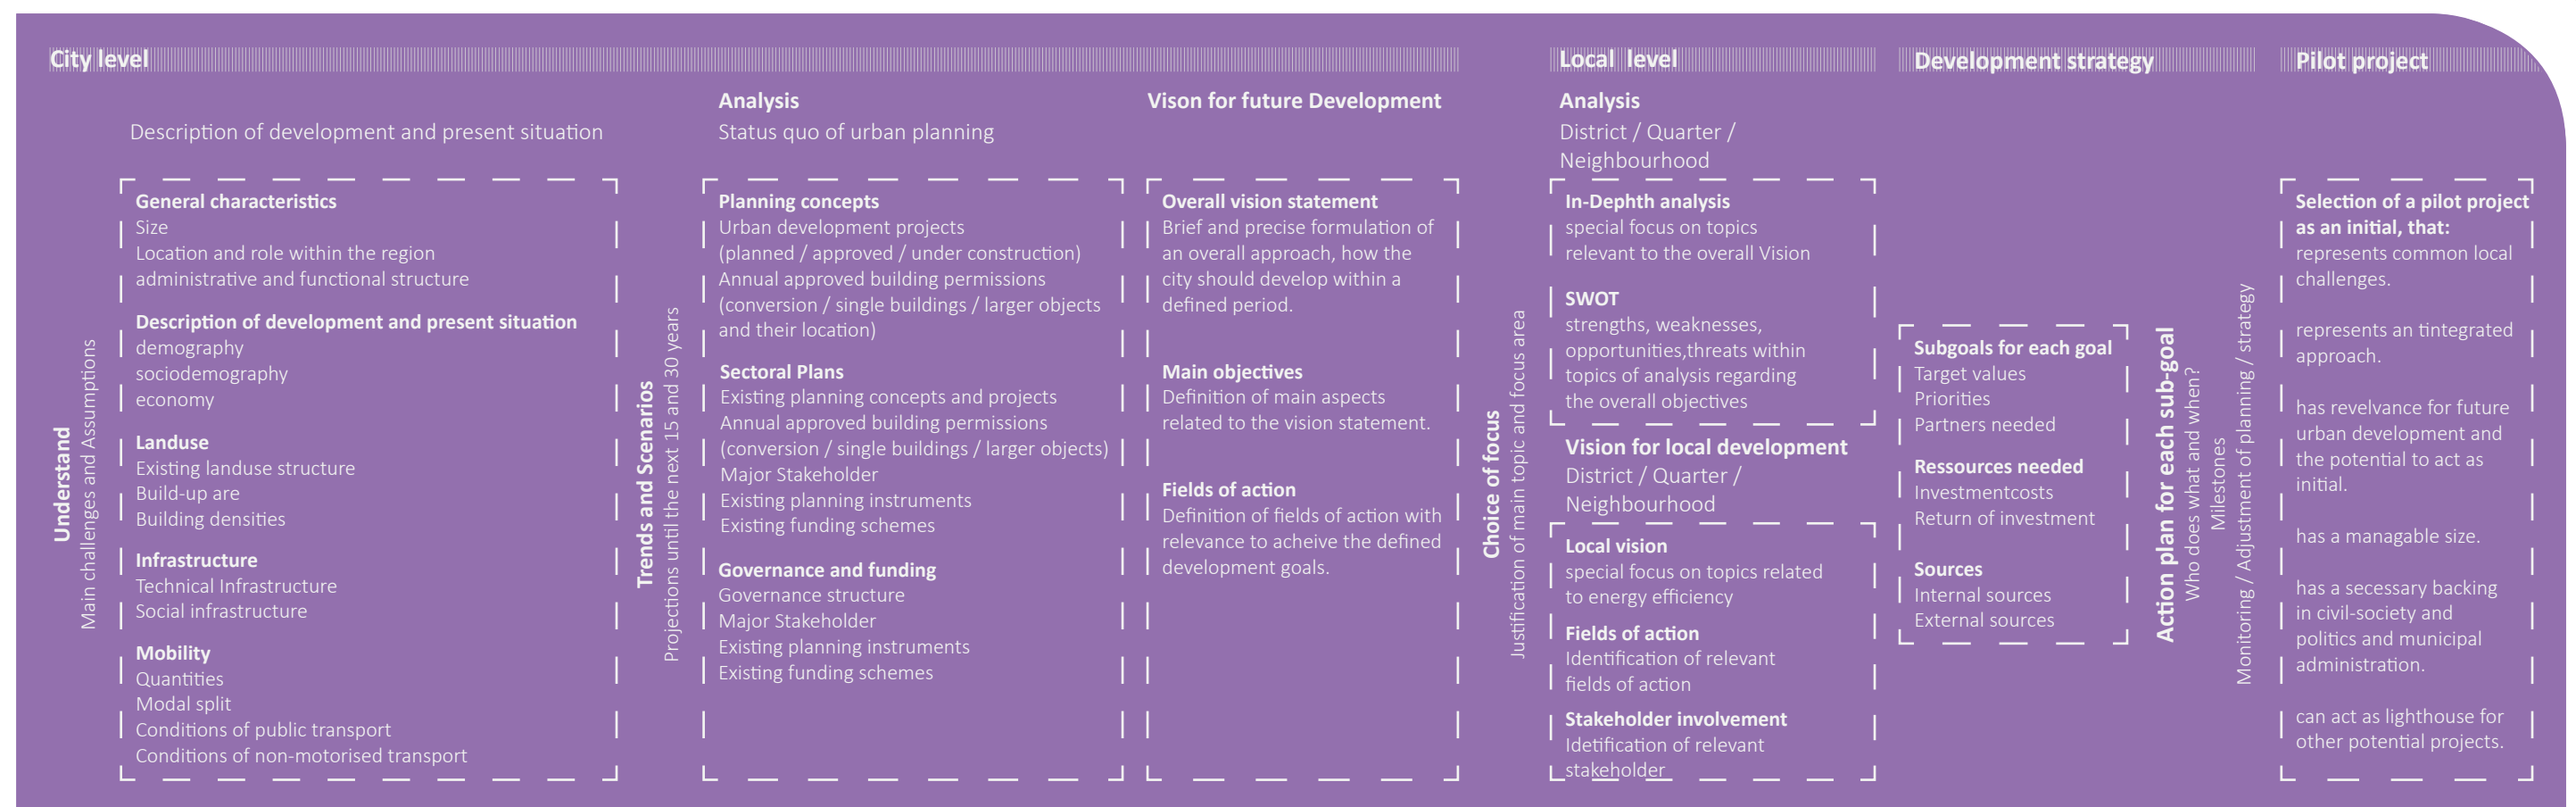 City level
Description of development and present situation
Understand
Main challenges and Assumptions
General characteristics
Size
Location and role within the region
administrative and functional structure
Description of development and present situation
demography
sociodemography
economy
Landuse
Existing landuse structure
Build-up are
Building densities
Infrastructure
Technical Infrastructure
Social infrastructure
Mobility
Quantities
Modal split
Conditions of public transport
Conditions of non-motorised transport
Trends and Scenarios
Projections until the next 15 and 30 years
Analysis
Status quo of urban planning
Planning concepts
Urban development projects
(planned / approved / under construction)
Annual approved building permissions
(conversion / single buildings / larger objects
and their location)
Sectoral Plans
Existing planning concepts and projects
Annual approved building permissions
(conversion / single buildings / larger objects)
Major Stakeholder
Existing planning instruments
Existing funding schemes
Governance and funding
Governance structure
Major Stakeholder
Existing planning instruments
Existing funding schemes
Vison for future Development
Overall vision statement
Brief and precise formulation of
an overall approach, how the
city should develop within a
defined period.
Main objectives
Definition of main aspects
related to the vision statement.
Fields of action
Definition of fields of action with
relevance to acheive the defined
development goals.
Choice of focus
Justification of main topic and focus area
Local level
Analysis
District / Quarter /
Neighbourhood
In-Dephth analysis
special focus on topics
relevant to the overall Vision
SWOT
strengths, weaknesses,
opportunities,threats within
topics of analysis regarding
the overall objectives
Vision for local development
District / Quarter /
Neighbourhood
Local vision
special focus on topics related
to energy efficiency
Fields of action
Identification of relevant
fields of action
Stakeholder involvement
Idetification of relevant
stakeholder
Development strategy
Subgoals for each goal
Target values
Priorities
Partners needed
Ressources needed
Investmentcosts
Return of investment
Sources
Internal sources
External sources
Action plan for each sub-goal
Who does what and when?
Milestones
Monitoring / Adjustment of planning / strategy
Pilot project
Selection of a pilot project
as an initial, that:
represents common local
challenges.
represents an tintegrated
approach.
has revelvance for future
urban development and
the potential to act as
initial.
has a managable size.
has a secessary backing
in civil-society and
politics and municipal
administration.
can act as lighthouse for
other potential projects.